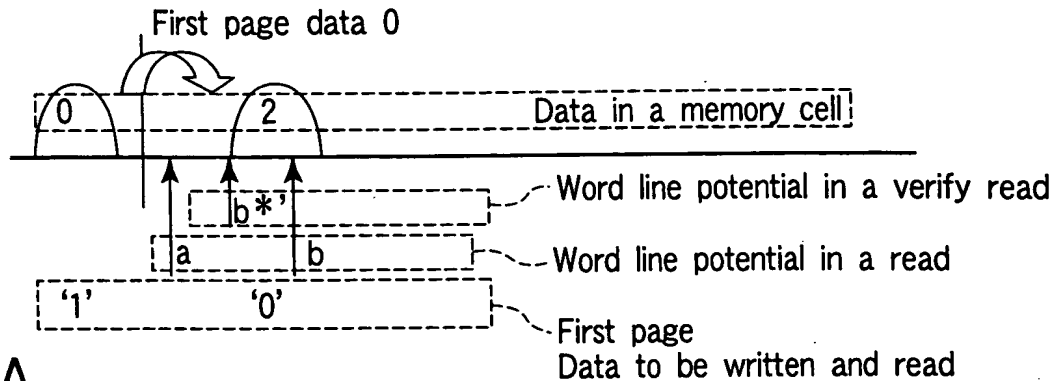 First page data 0
0
2
Data in a memory cell
b*’
Word line potential in a verify read
a
b
Word line potential in a read
‘1’
‘0’
First page
Data to be written and read